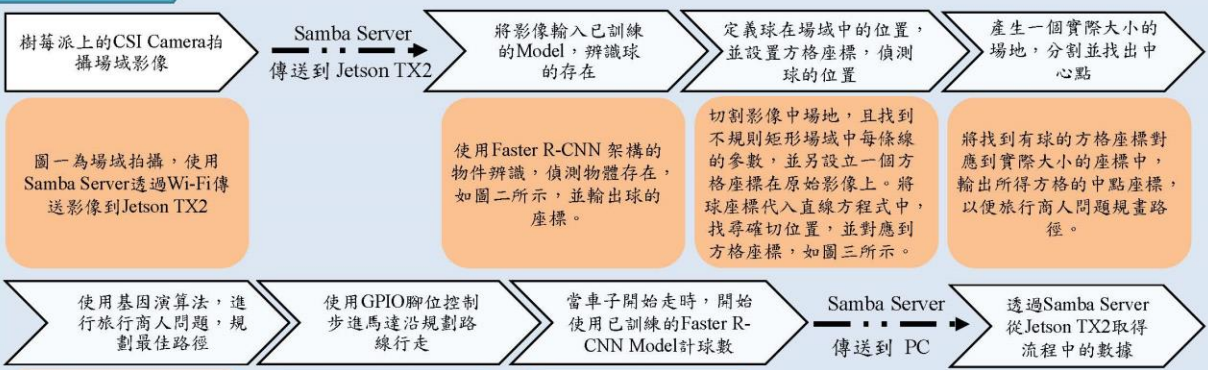 樹莓派上的CSI Camera拍
攝場域影像
Samba Server
傳送到 Jetson TX2
將影像輸入已訓練
的Model，辨識球
的存在
定義球在場域中的位置，
並設置方格座標，偵測
球的位置
產生一個實際大小的
場地，分割並找出中
心點
圖一為場域拍攝，使用
Samba Server透過Wi-Fi傳
送影像到Jetson TX2
使用Faster R-CNN 架構的
物件辨識，偵測物體存在，
如圖二所示，並輸出球的
座標。
切割影像中場地，且找到
不規則矩形場域中每條線
的參數，並另設立一個方
格座標在原始影像上。將
球座標代入直線方程式中，
找尋確切位置，並對應到
方格座標，如圖三所示。
將找到有球的方格座標對
應到實際大小的座標中，
輸出所得方格的中點座標，
以便旅行商人問題規畫路
徑。
使用基因演算法，進
行旅行商人問題，規
劃最佳路徑
使用GPIO腳位控制
步進馬達沿規劃路
線行走
當車子開始走時，開始
使用已訓練的Faster R-
CNN Model計球數
Samba Server
傳送到 PC
透過Samba Server
從Jetson TX2取得
流程中的數據